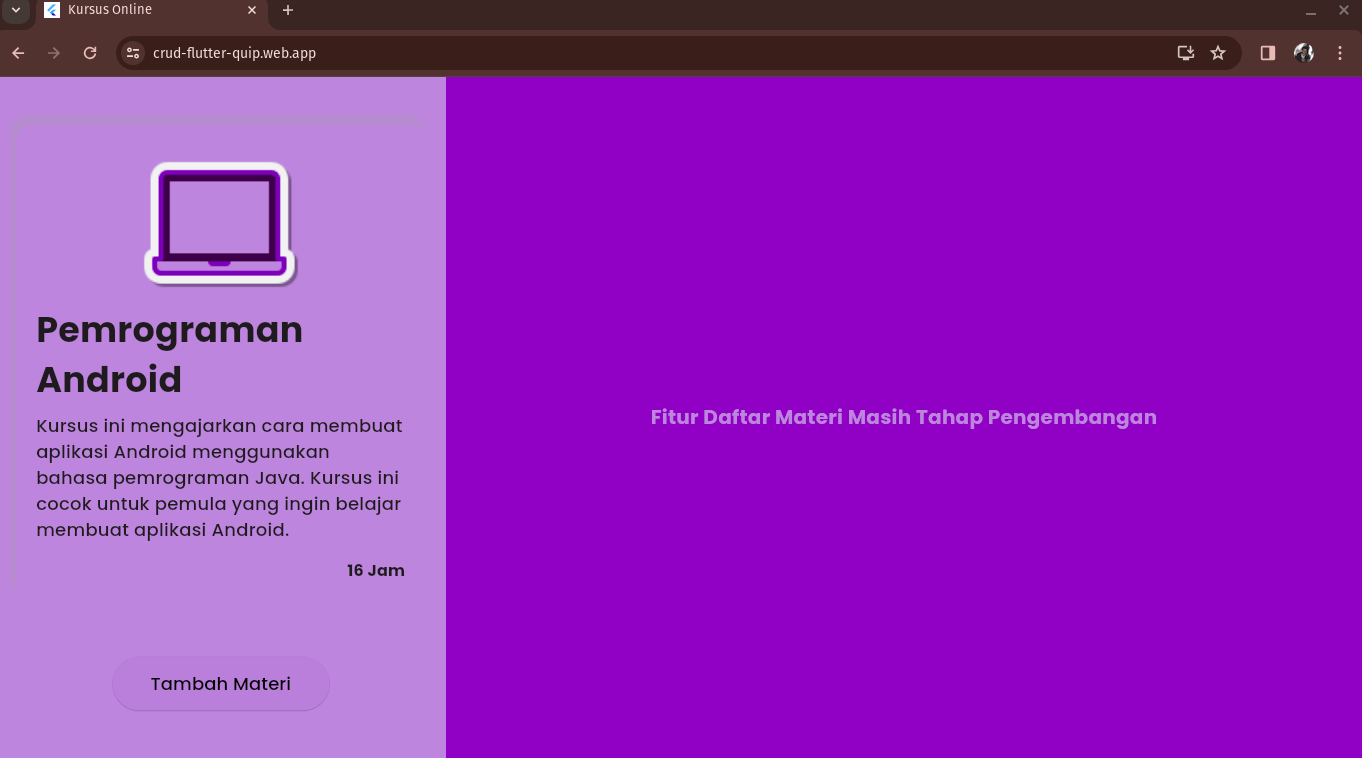 Kursus Online
crud-flutter-quip.web.app
Pemrograman
Android
Kursus ini mengajarkan cara membuat
aplikasi Android menggunakan
bahasa pemrograman Java. Kursus ini
cocok untuk pemula yang ingin belajar
membuat aplikasi Android.
16 Jam
Tambah Materi
Fitur Daftar Materi Masih Tahap Pengembangan